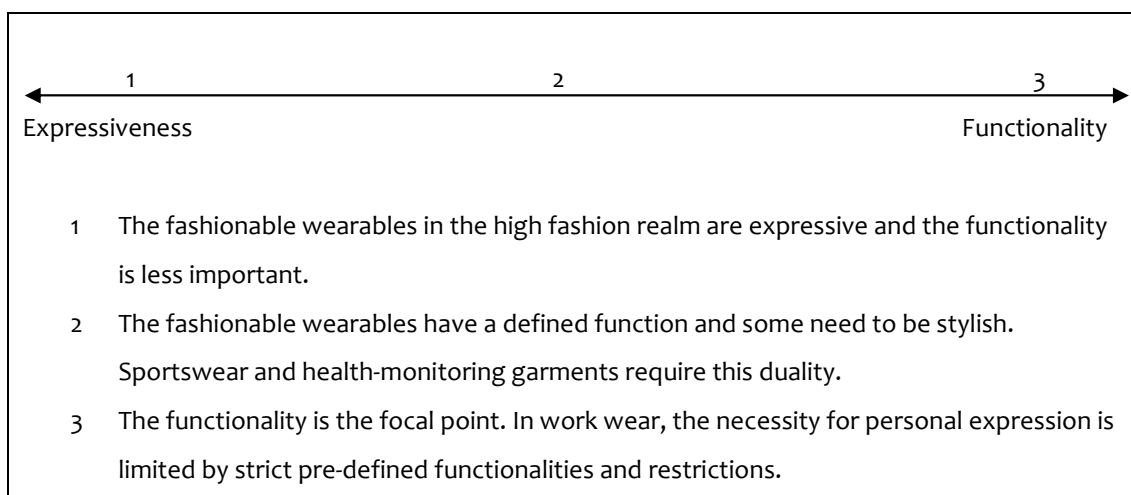 1 2 3
Expressiveness Functionality
1 The fashionable wearables in the high fashion realm are expressive and the functionality
is less important.
2 The fashionable wearables have a defined function and some need to be stylish.
Sportswear and health-monitoring garments require this duality.
3 The functionality is the focal point. In work wear, the necessity for personal expression is
limited by strict pre-defined functionalities and restrictions.